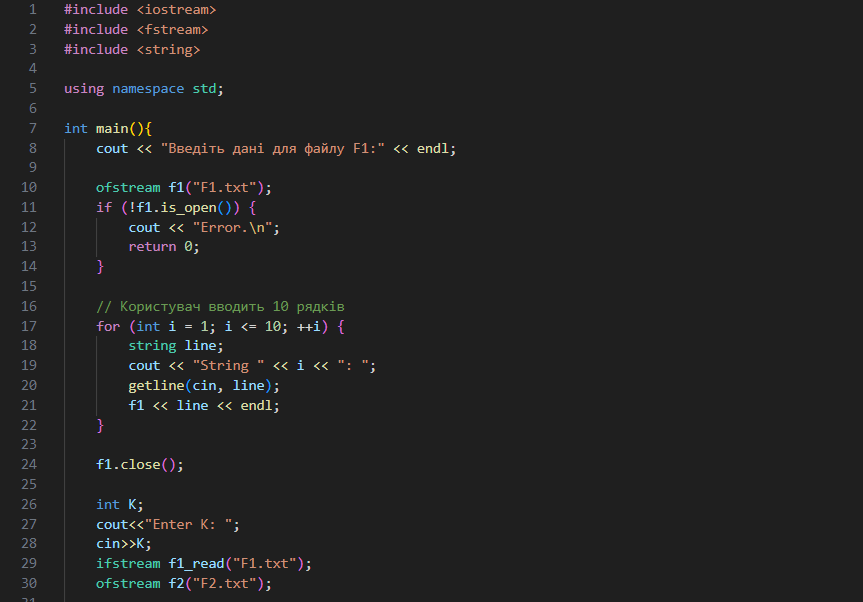 1 #include <iostream>
2 #include <fstream>
3 #include <string>
4
5 using namespace std;
6
7 int main(){
8 cout << "Введіть дані для файлу F1:" << endl;
9
10 ofstream f1("F1.txt");
11 if (!f1.is_open()) {
12 cout << "Error.\n";
13 return 0;
14 }
15
16 // Користувач вводить 10 рядків
17 for (int i = 1; i <= 10; ++i) {
18 string line;
19 cout << "String " << i << ": ";
20 getline(cin, line);
21 f1 << line << endl;
22 }
23
24 f1.close();
25
26 int K;
27 cout<<"Enter K: ";
28 cin>>K;
29 ifstream f1_read("F1.txt");
30 ofstream f2("F2.txt");
31